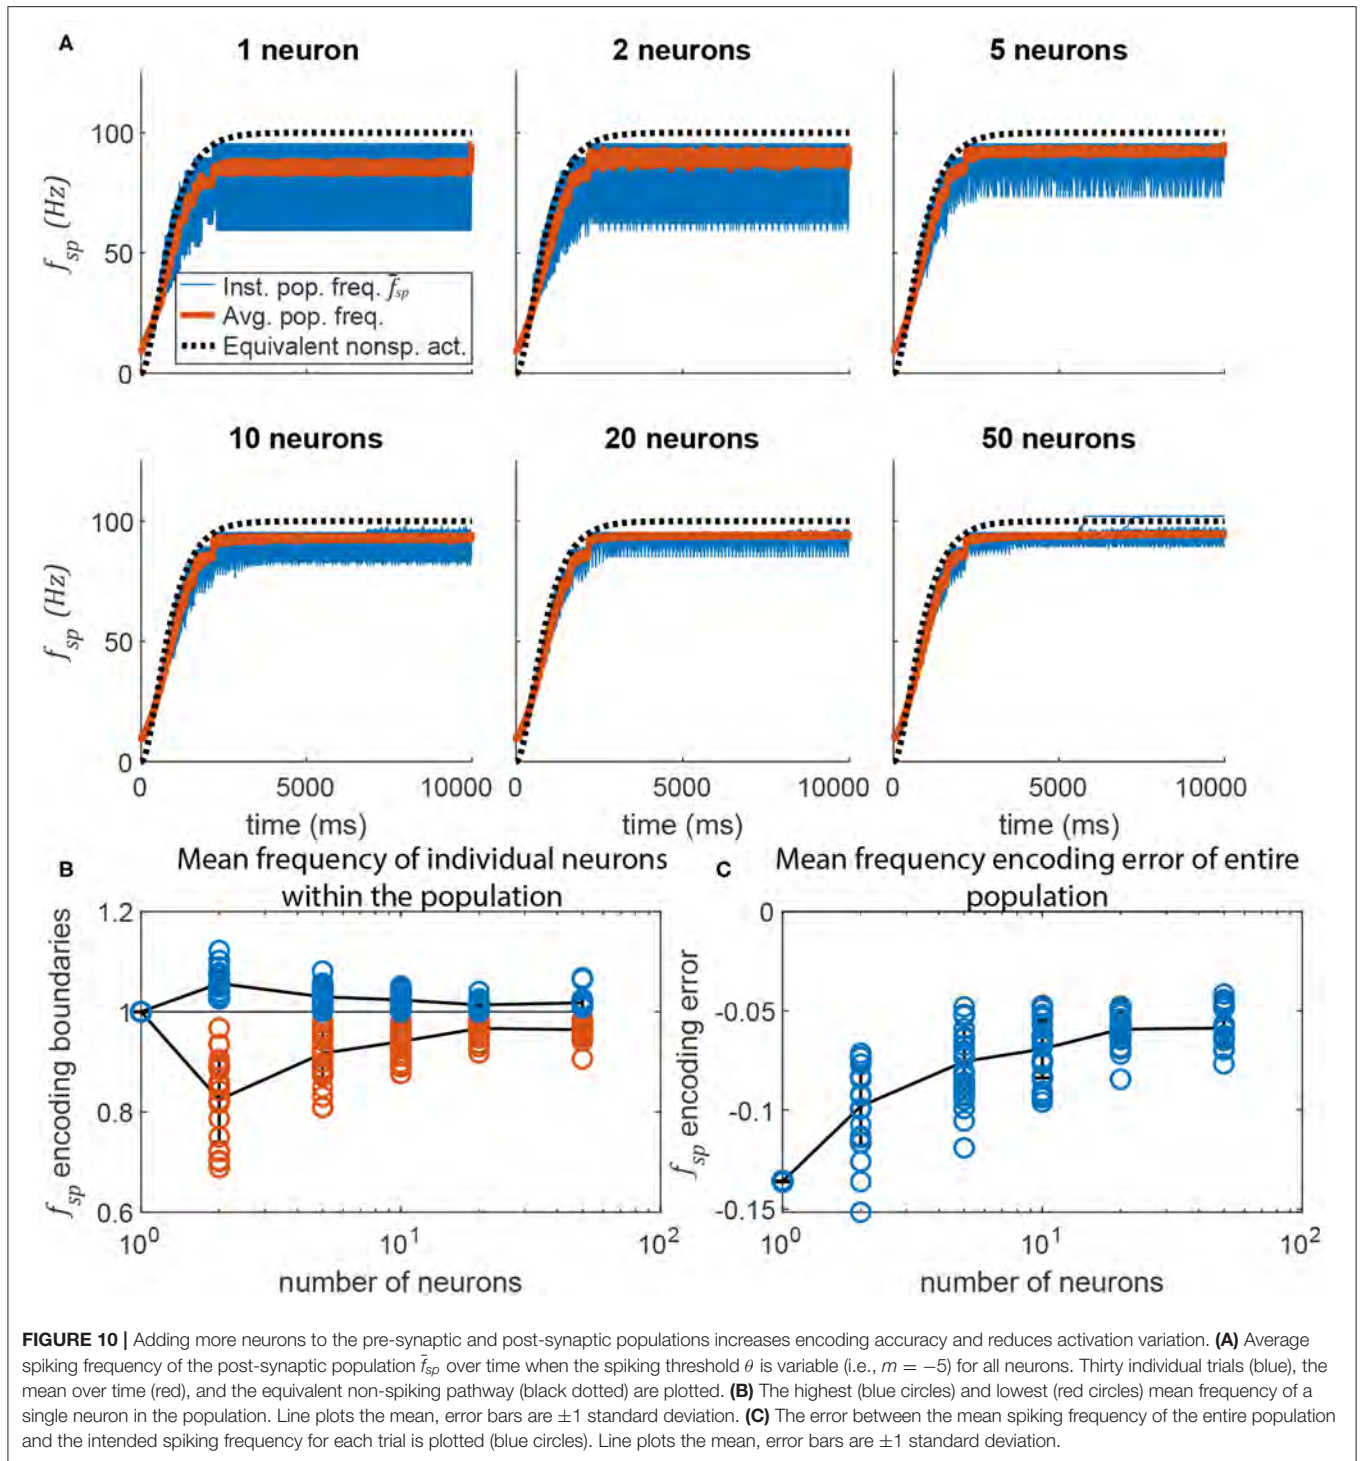 A
1 neuron
2 neurons
5 neurons
100
50
0
f_sp (Hz)
Inst. pop. freq. f̄_sp
Avg. pop. freq.
Equivalent nonsp. act.
0
5000
10000
0
5000
10000
0
5000
10000
10 neurons
20 neurons
50 neurons
100
50
0
f_sp (Hz)
0
5000
10000
0
5000
10000
0
5000
10000
time (ms)
time (ms)
time (ms)
B
Mean frequency of individual neurons
within the population
1.2
1
0.8
0.6
f_sp encoding boundaries
10^0
10^1
10^2
number of neurons
C
Mean frequency encoding error of entire
population
0
-0.05
-0.1
-0.15
f_sp encoding error
10^0
10^1
10^2
number of neurons
FIGURE 10 | Adding more neurons to the pre-synaptic and post-synaptic populations increases encoding accuracy and reduces activation variation. (A) Average
spiking frequency of the post-synaptic population f̄_sp over time when the spiking threshold θ is variable (i.e., m = −5) for all neurons. Thirty individual trials (blue), the
mean over time (red), and the equivalent non-spiking pathway (black dotted) are plotted. (B) The highest (blue circles) and lowest (red circles) mean frequency of a
single neuron in the population. Line plots the mean, error bars are ±1 standard deviation. (C) The error between the mean spiking frequency of the entire population
and the intended spiking frequency for each trial is plotted (blue circles). Line plots the mean, error bars are ±1 standard deviation.